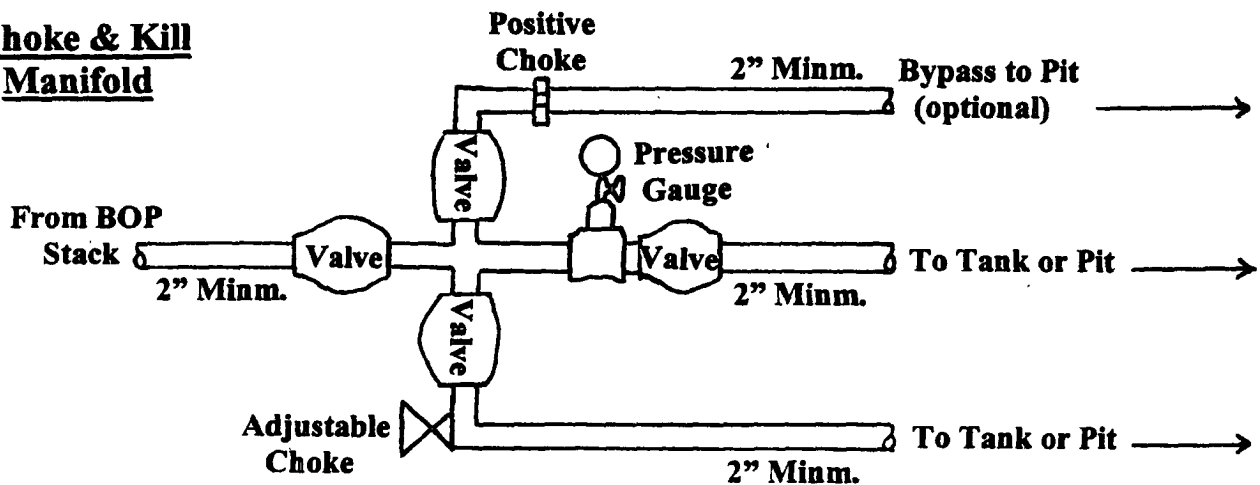 hoke & Kill
Manifold
Positive
Choke
2” Minm.
Bypass to Pit
(optional)
Valve
Pressure
Gauge
From BOP
Stack
Valve
Valve
To Tank or Pit
2” Minm.
2” Minm.
Valve
Adjustable
Choke
To Tank or Pit
2” Minm.